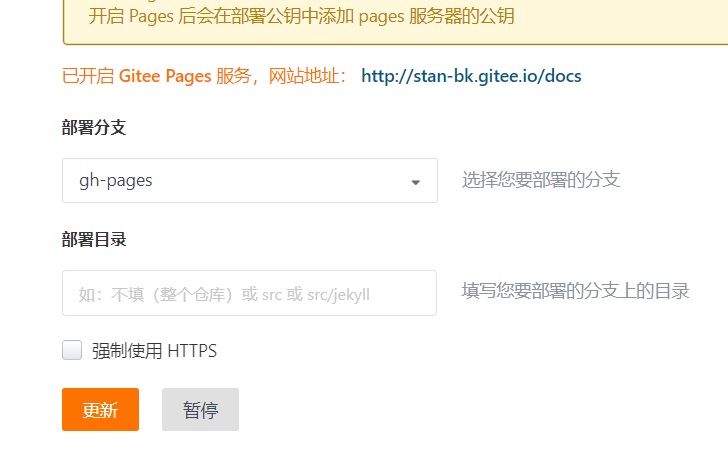 开启 Pages 后会在部署公钥中添加 pages 服务器的公钥
已开启 Gitee Pages 服务，网站地址： http://stan-bk.gitee.io/docs
部署分支
gh-pages
选择您要部署的分支
部署目录
如：不填（整个仓库）或 src 或 src/jekyll
填写您要部署的分支上的目录
强制使用 HTTPS
更新 暂停